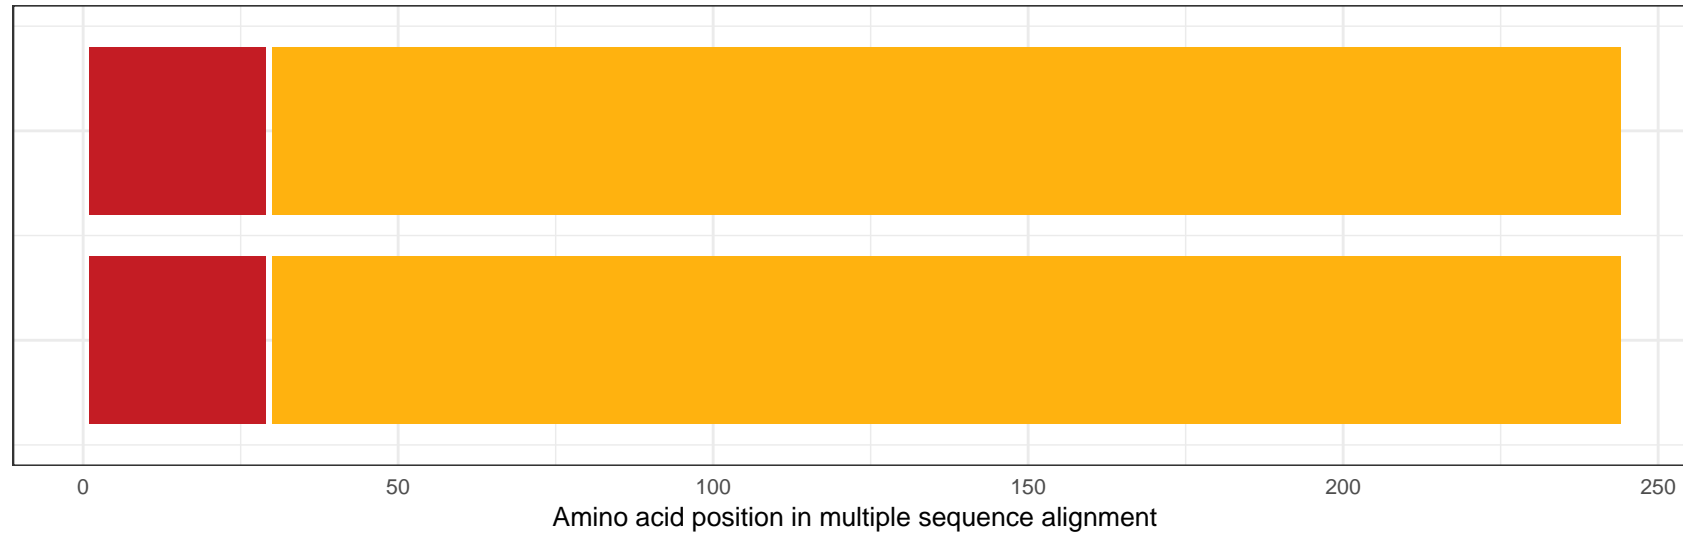 0 50 100 150 200 250
Amino acid position in multiple sequence alignment